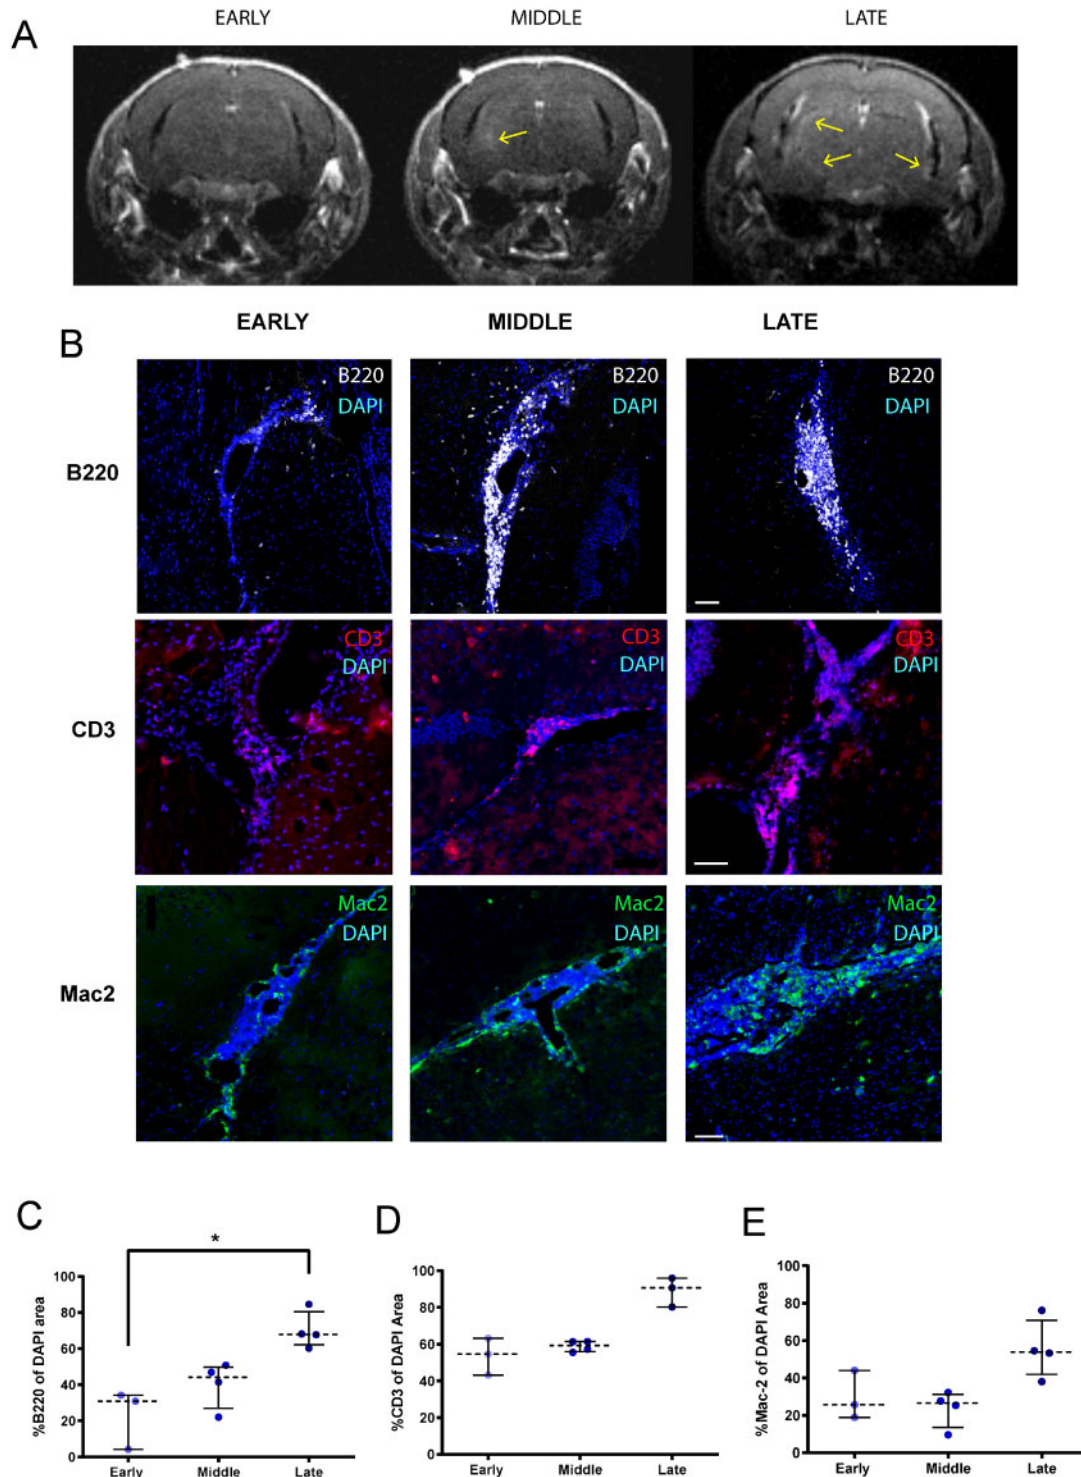 A
EARLY MIDDLE LATE
B
EARLY MIDDLE LATE
B220
B220
DAPI
B220
DAPI
B220
DAPI
CD3
CD3
DAPI
CD3
DAPI
CD3
DAPI
Mac2
Mac2
DAPI
Mac2
DAPI
Mac2
DAPI
C
*
%B220 of DAPI area
100
80
60
40
20
0
Early Middle Late
D
%CD3 of DAPI Area
100
80
60
40
20
0
Early Middle Late
E
%Mac-2 of DAPI Area
100
80
60
40
20
0
Early Middle Late